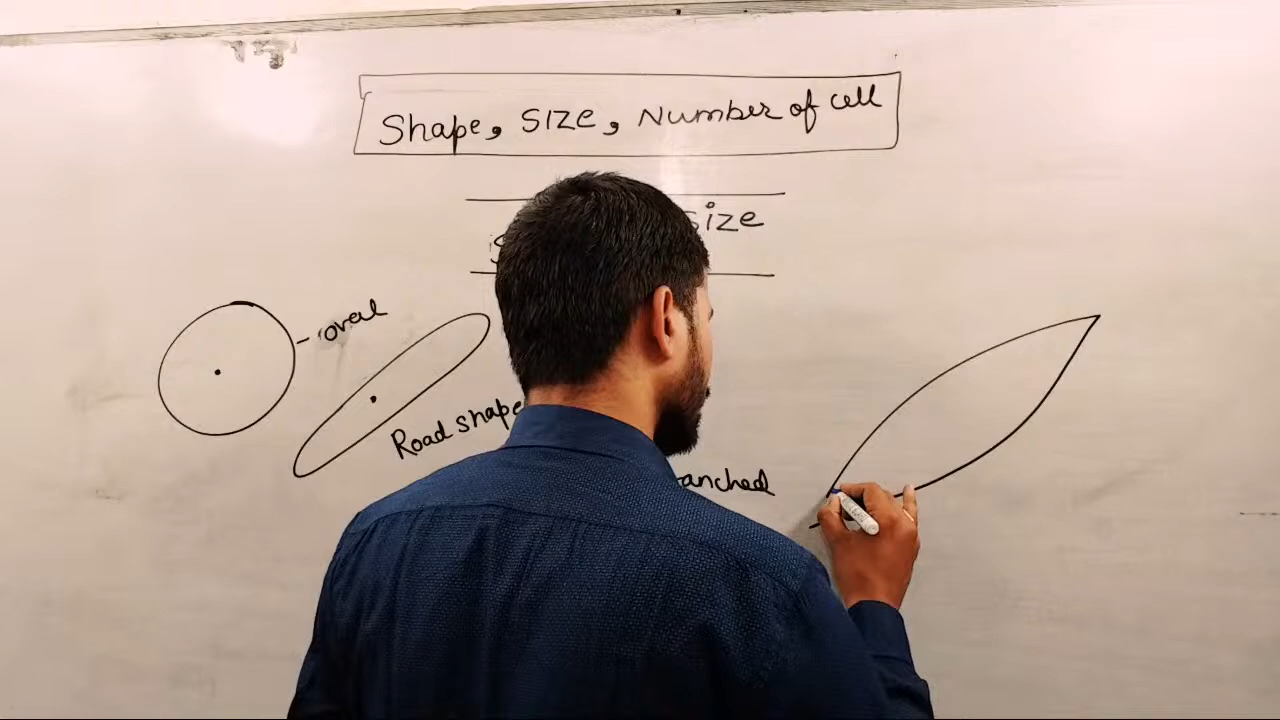 Shape, SIZE, Number of cell
size
oval
Road shape
anched